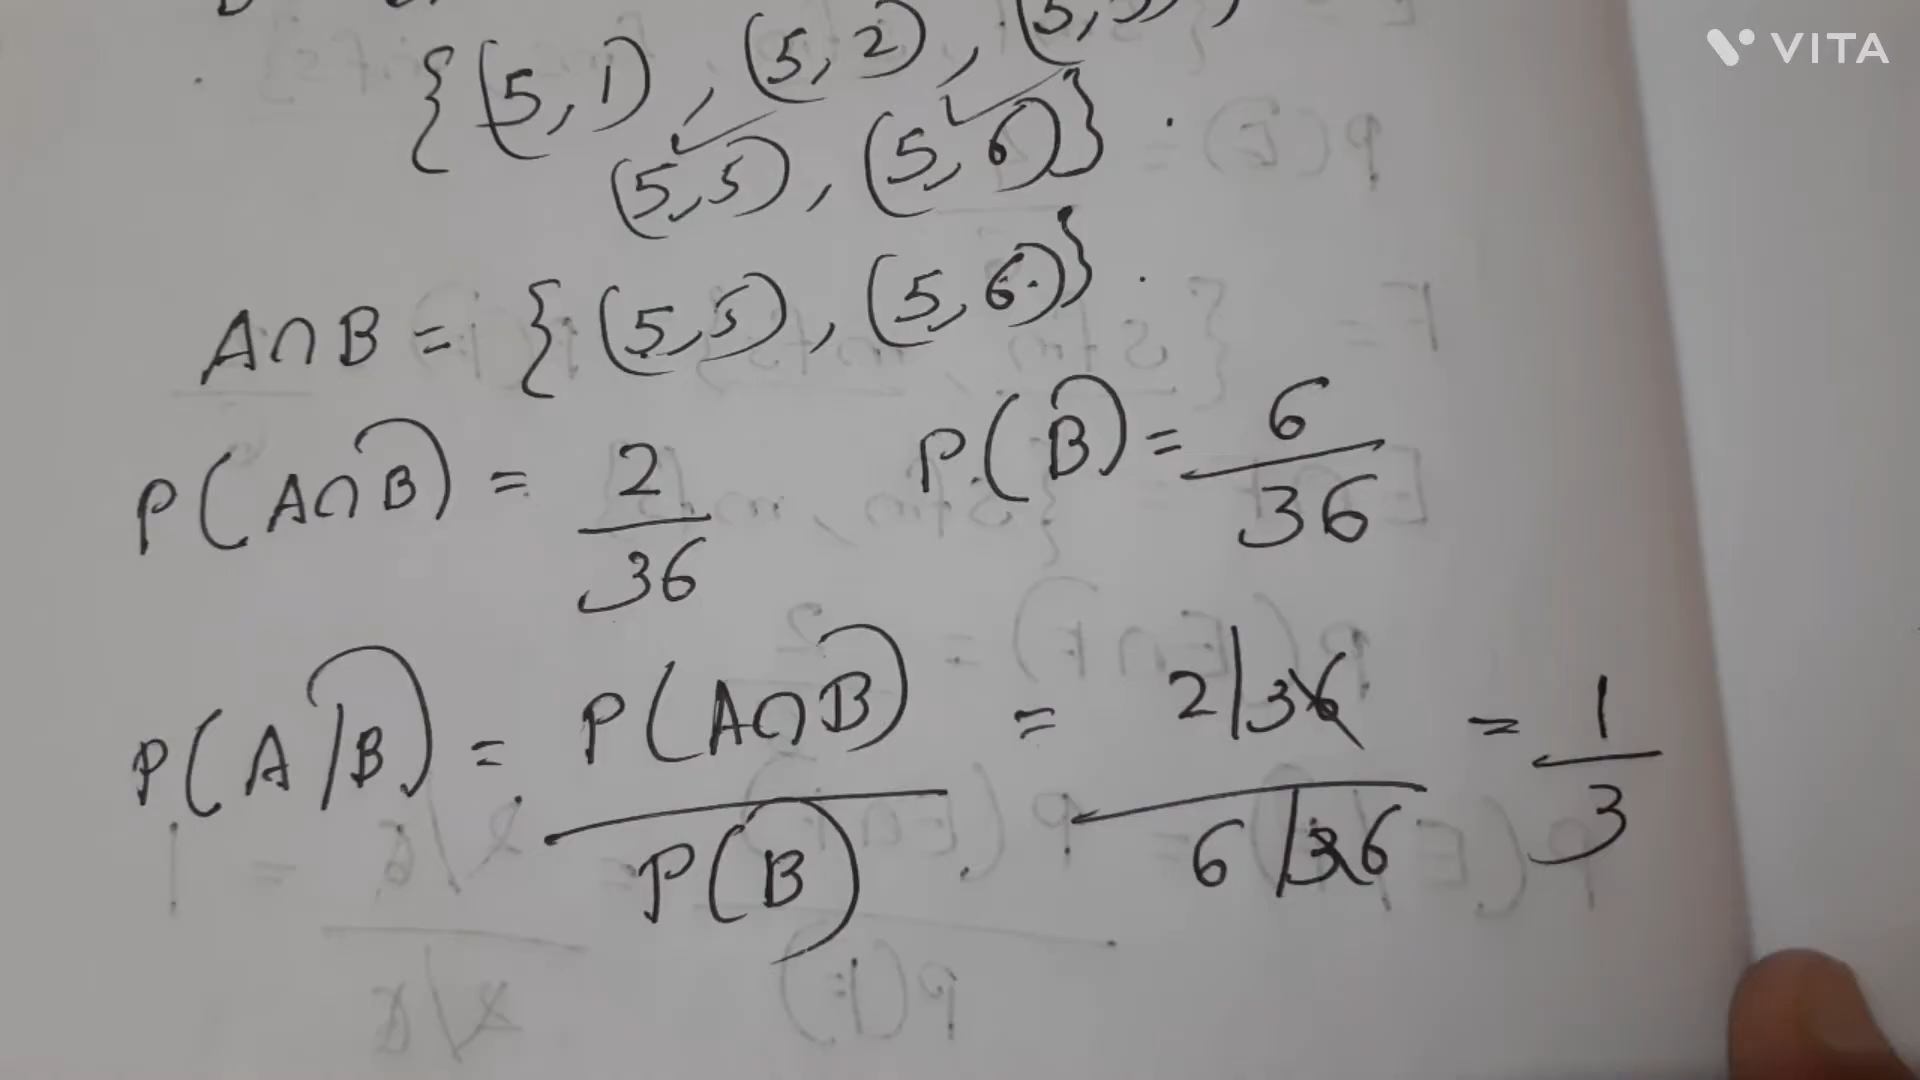 VITA
{(5,1), (5,2), (5,
(5,5), (5,6)}.
A∩B = {(5,5), (5,6)}.
P(A∩B) = 2/36 P(B) = 6/36
P(A/B) = P(A∩B)/P(B) = 2/36 / 6/36 = 1/3